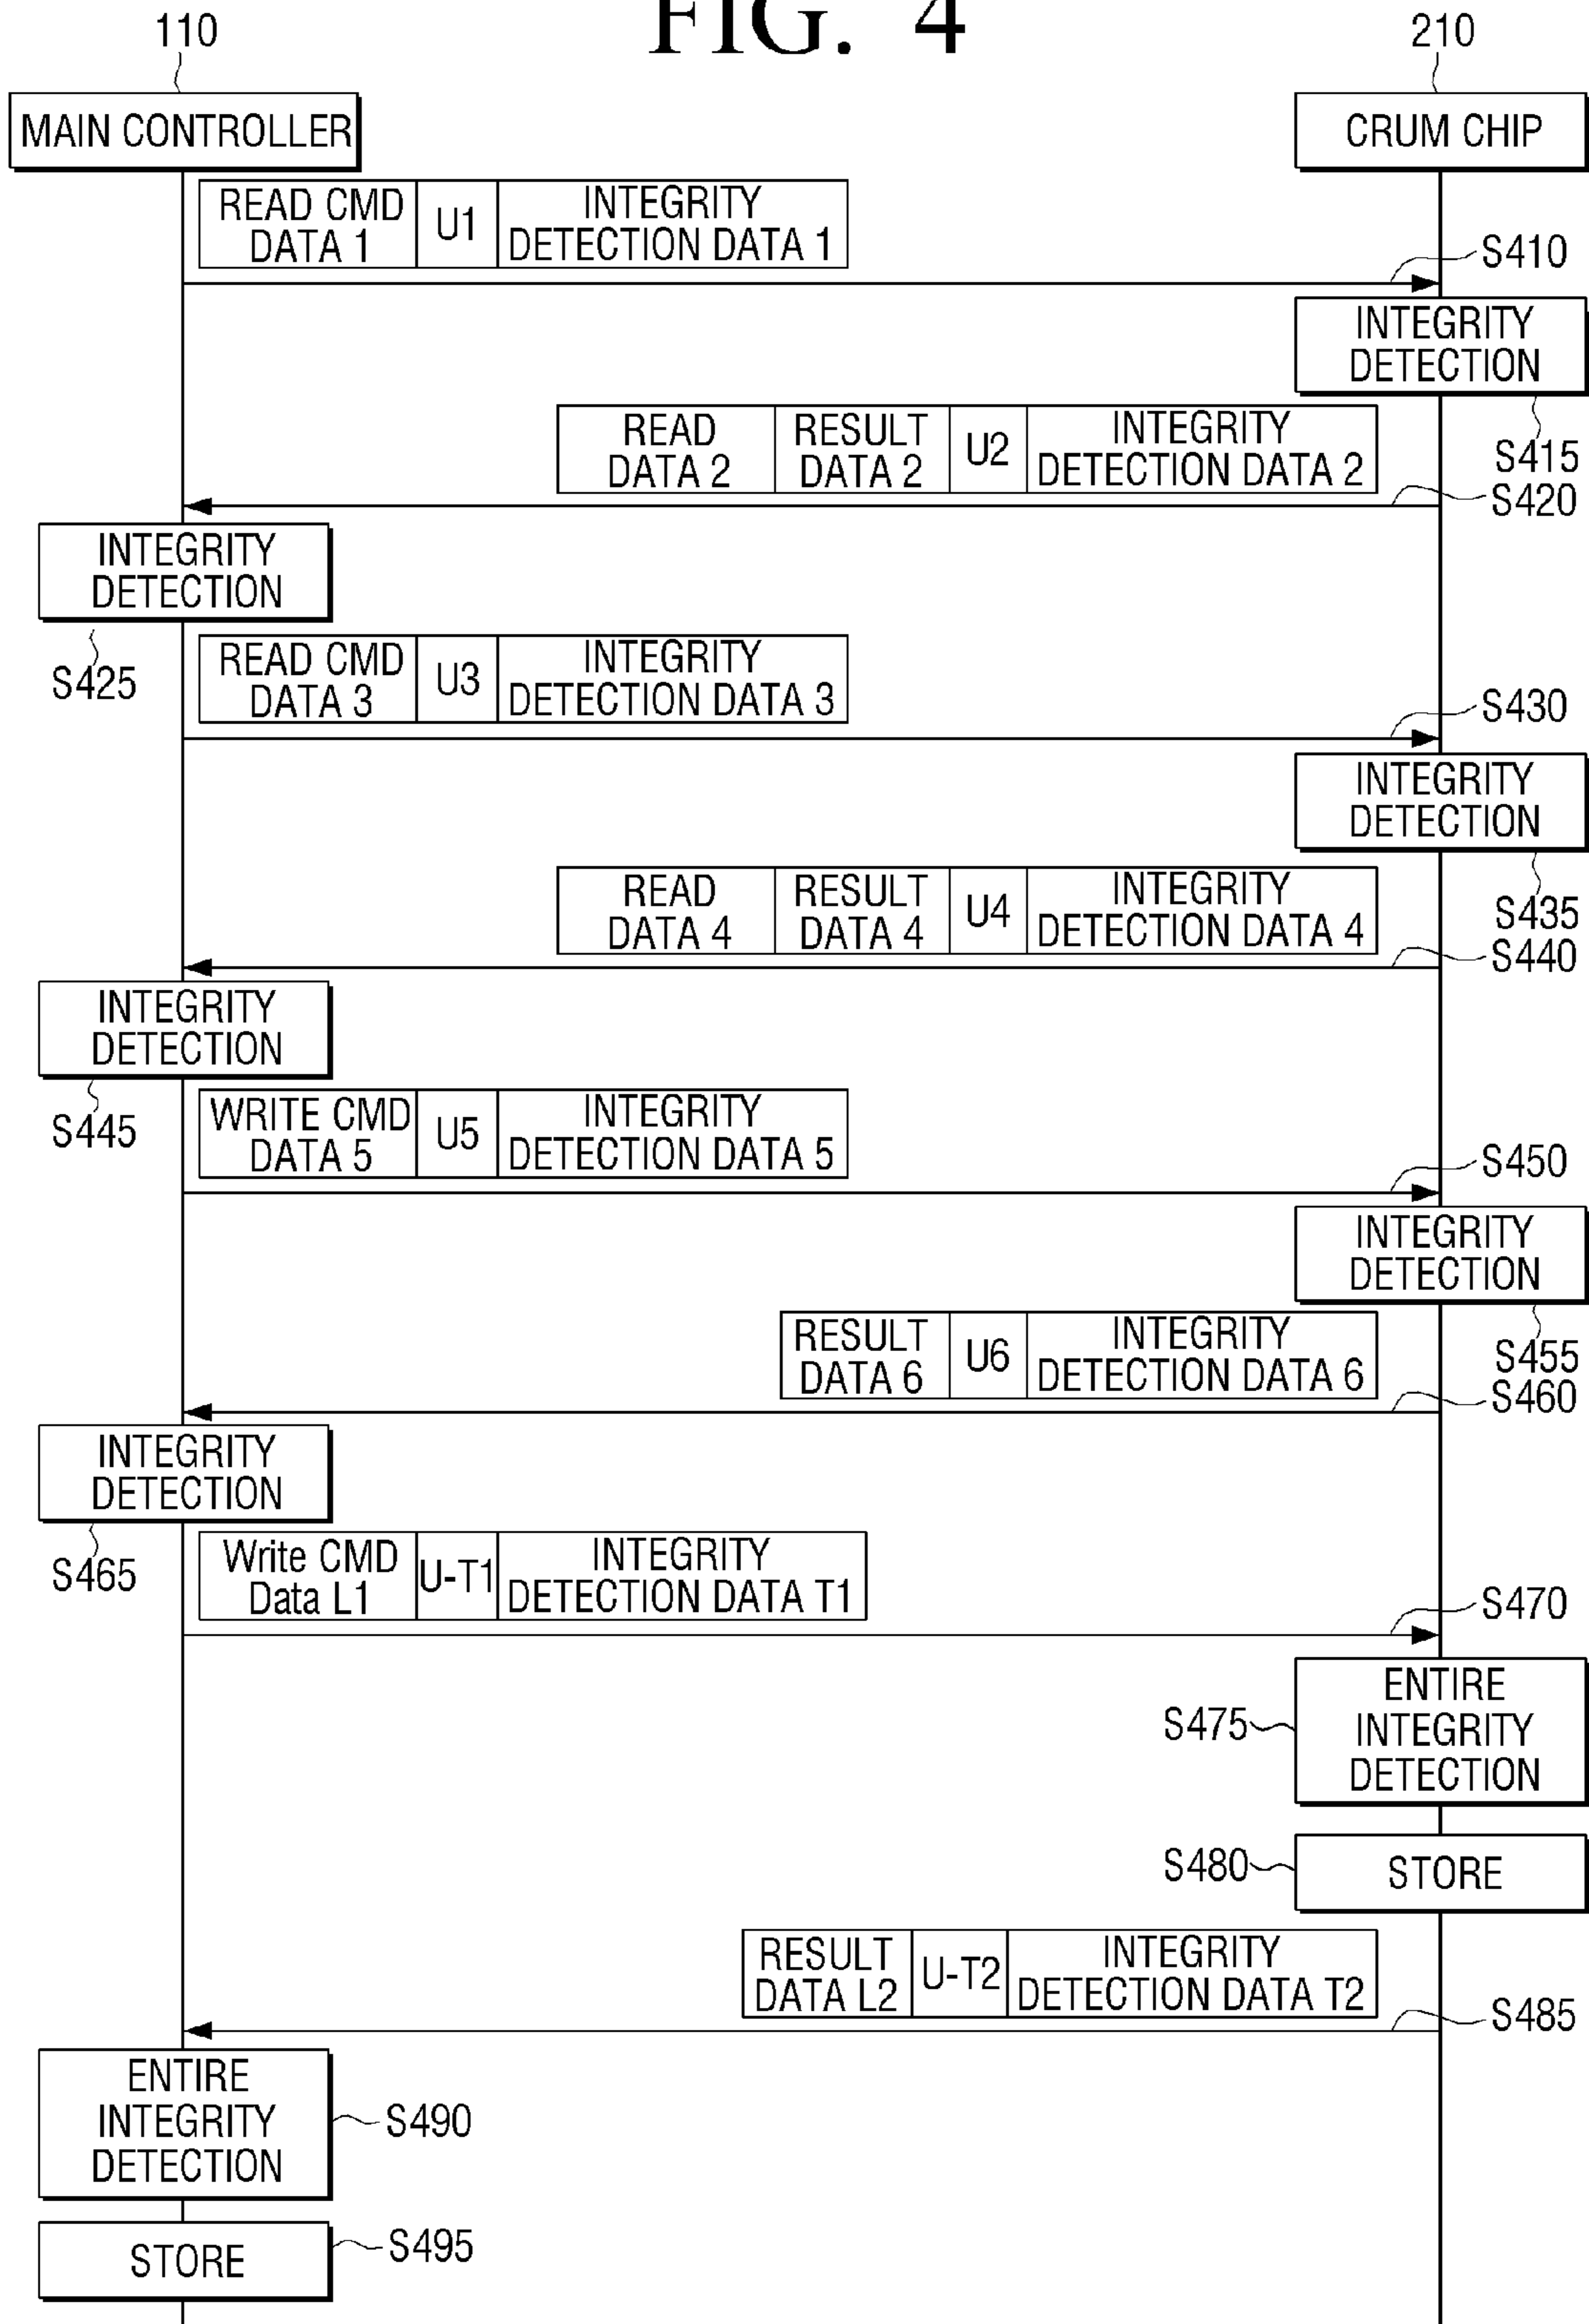 FIG. 4
110
210
MAIN CONTROLLER
CRUM CHIP
READ CMD
DATA 1
U1
INTEGRITY
DETECTION DATA 1
S410
INTEGRITY
DETECTION
S415
READ
DATA 2
RESULT
DATA 2
U2
INTEGRITY
DETECTION DATA 2
S420
INTEGRITY
DETECTION
S425
READ CMD
DATA 3
U3
INTEGRITY
DETECTION DATA 3
S430
INTEGRITY
DETECTION
S435
READ
DATA 4
RESULT
DATA 4
U4
INTEGRITY
DETECTION DATA 4
S440
INTEGRITY
DETECTION
S445
WRITE CMD
DATA 5
U5
INTEGRITY
DETECTION DATA 5
S450
INTEGRITY
DETECTION
S455
RESULT
DATA 6
U6
INTEGRITY
DETECTION DATA 6
S460
INTEGRITY
DETECTION
S465
Write CMD
Data L1
U-T1
INTEGRITY
DETECTION DATA T1
S470
ENTIRE
INTEGRITY
DETECTION
S475
STORE
S480
RESULT
DATA L2
U-T2
INTEGRITY
DETECTION DATA T2
S485
ENTIRE
INTEGRITY
DETECTION
S490
STORE
S495